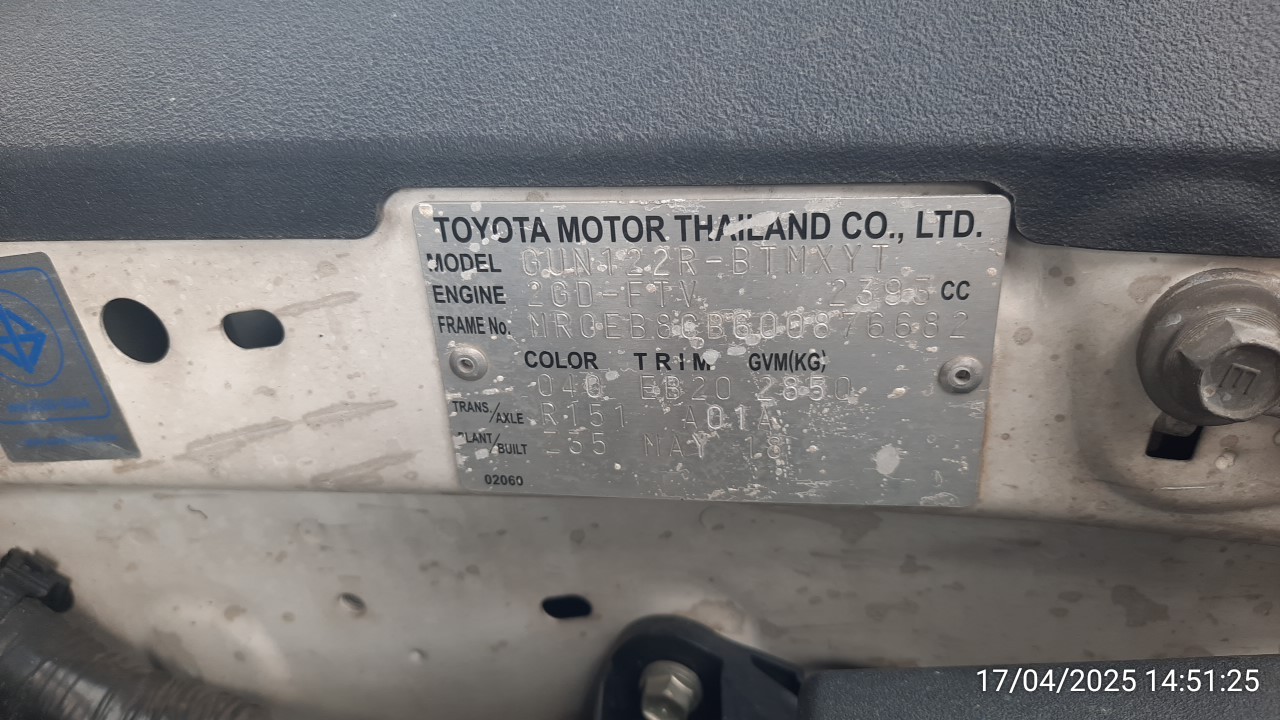 TOYOTA MOTOR THAILAND CO., LTD.
MODEL GUN122R-BTMXYT
ENGINE 2GD-FTV 2393 CC
FRAME No. MR0EB8CB600876682
COLOR TRIM GVM(KG)
040 EB20 2850
TRANS./AXLE R151 A01A
PLANT/BUILT Z35 MAY 18
02060
17/04/2025 14:51:25